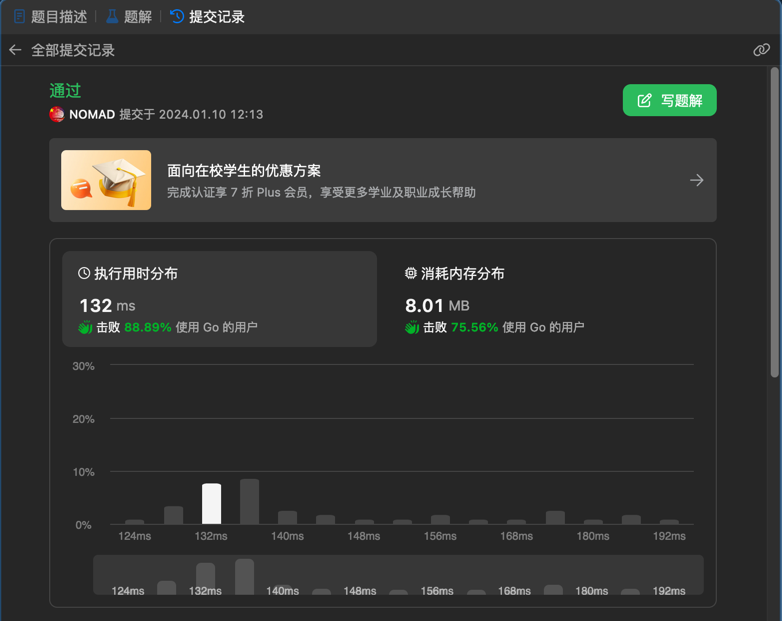 题目描述 题解 提交记录
全部提交记录
通过
NOMAD 提交于 2024.01.10 12:13
写题解
面向在校学生的优惠方案
完成认证享 7 折 Plus 会员，享受更多学业及职业成长帮助
执行用时分布
132 ms
击败 88.89% 使用 Go 的用户
消耗内存分布
8.01 MB
击败 75.56% 使用 Go 的用户
30%
20%
10%
0%
124ms 132ms 140ms 148ms 156ms 168ms 180ms 192ms
124ms 132ms 140ms 148ms 156ms 168ms 180ms 192ms